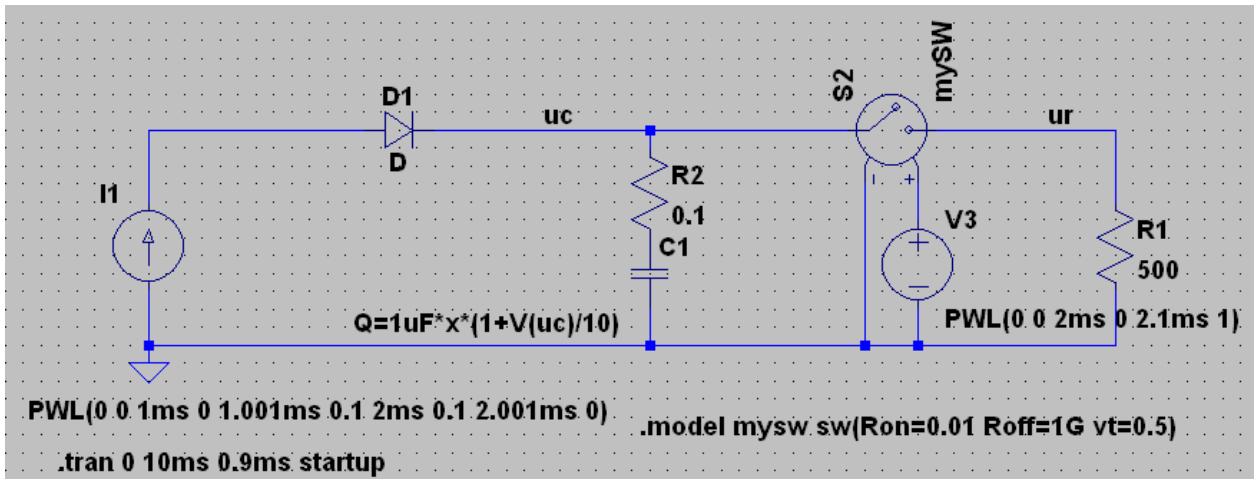 mySW
S2
D1
uc
ur
D
R2
I1
0.1
V3
R1
C1
500
Q=1uF*x*(1+V(uc)/10)
PWL(0 0 2ms 0 2.1ms 1)
PWL(0 0 1ms 0 1.001ms 0.1 2ms 0.1 2.001ms 0)
.model mysw sw(Ron=0.01 Roff=1G vt=0.5)
.tran 0 10ms 0.9ms startup